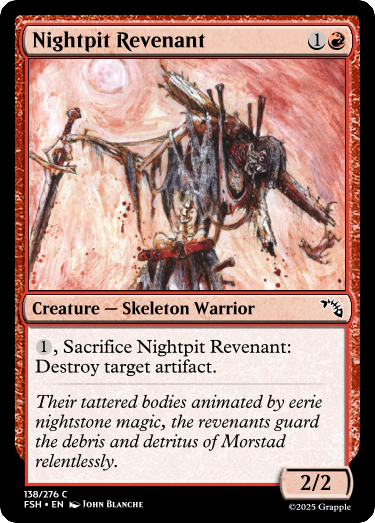 Nightpit Revenant 1
Creature — Skeleton Warrior
1, Sacrifice Nightpit Revenant:
Destroy target artifact.
Their tattered bodies animated by eerie
nightstone magic, the revenants guard
the debris and detritus of Morstad
relentlessly.
2/2
138/276 C
FSH • EN John Blanche
©2025 Grapple